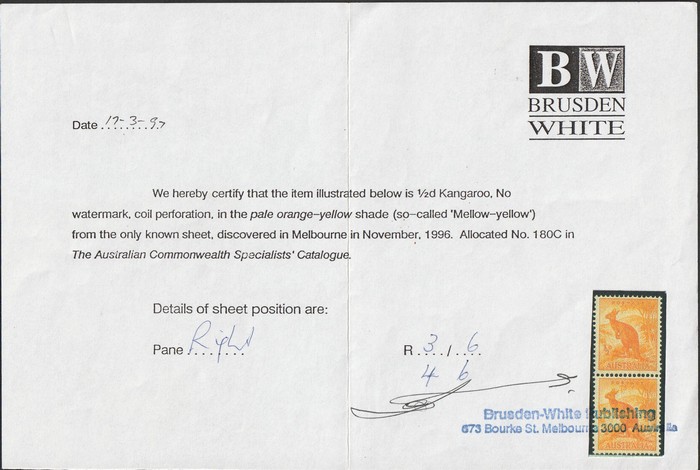 BW
BRUSDEN
WHITE
Date 17-3-97
We hereby certify that the item illustrated below is ½d Kangaroo, No
watermark, coil perforation, in the pale orange-yellow shade (so-called 'Mellow-yellow')
from the only known sheet, discovered in Melbourne in November, 1996. Allocated No. 180C in
The Australian Commonwealth Specialists' Catalogue.
Details of sheet position are:
Pane Right R 3 / 6
4 6
AUSTRALIA
Brusden-White Publishing
673 Bourke St. Melbourne 3000 Australia
AUSTRALIA